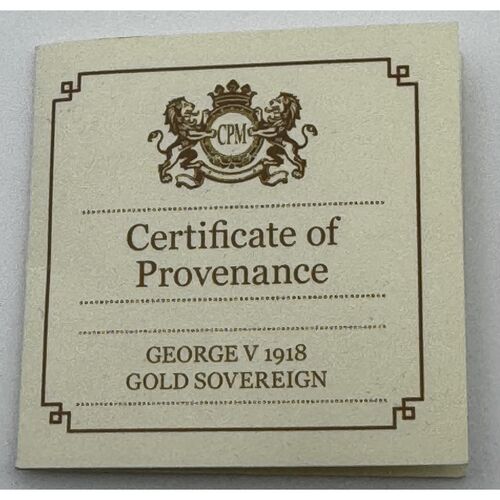 CPM
Certificate of
Provenance
GEORGE V 1918
GOLD SOVEREIGN